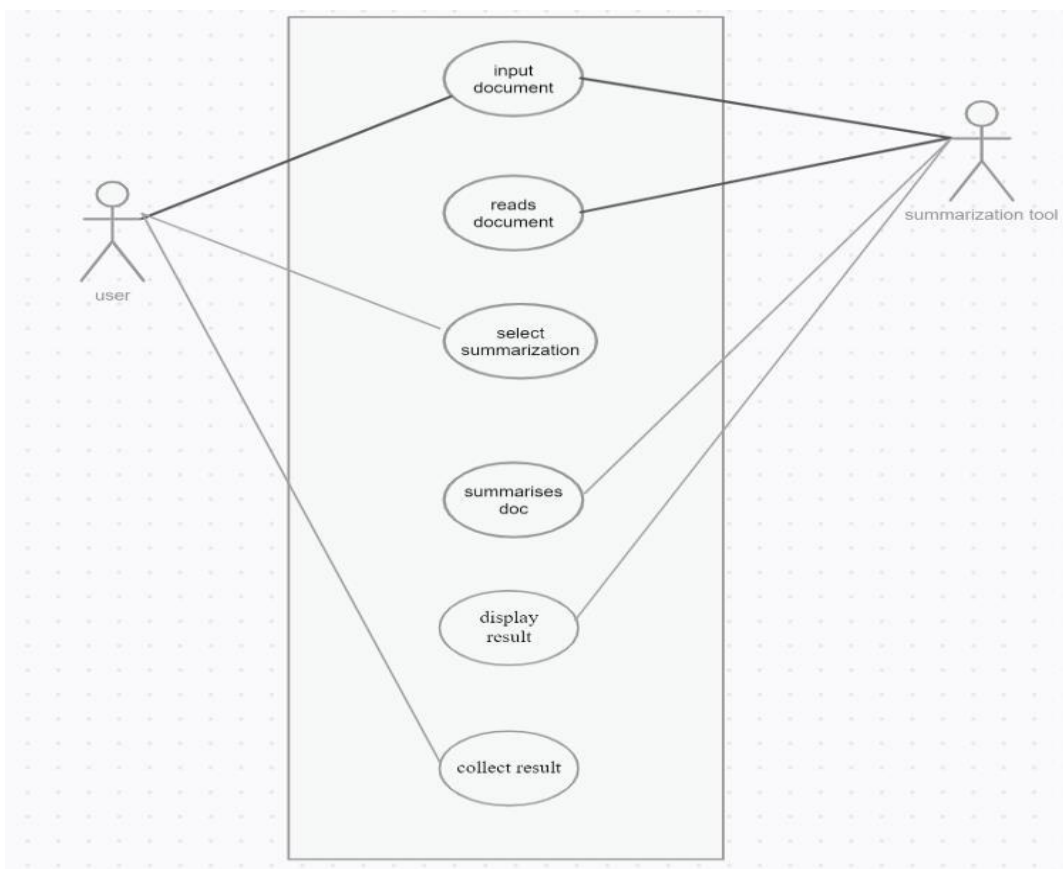 input
document
reads
document
summarization tool
user
select
summarization
summarises
doc
display
result
collect result